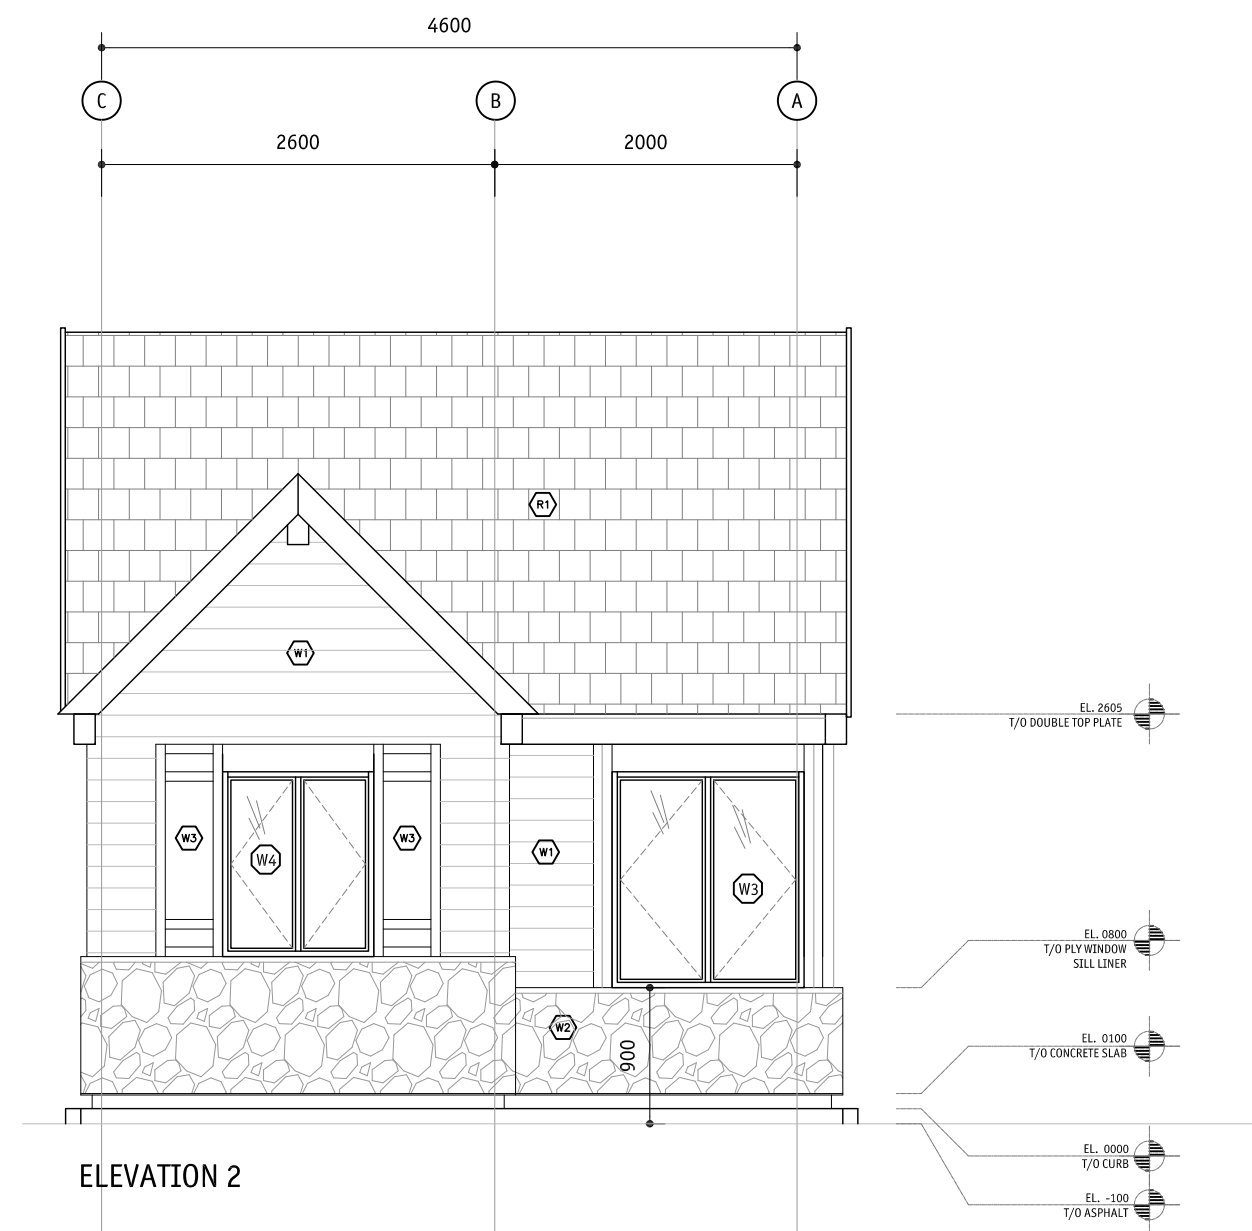 4600
C
B
A
2600
2000
R1
W1
EL. 2605
T/O DOUBLE TOP PLATE
W3
W3
W4
W1
W3
EL. 0800
T/O PLY WINDOW
SILL LINER
W2
900
EL. 0100
T/O CONCRETE SLAB
EL. 0000
T/O CURB
ELEVATION 2
EL. -100
T/O ASPHALT